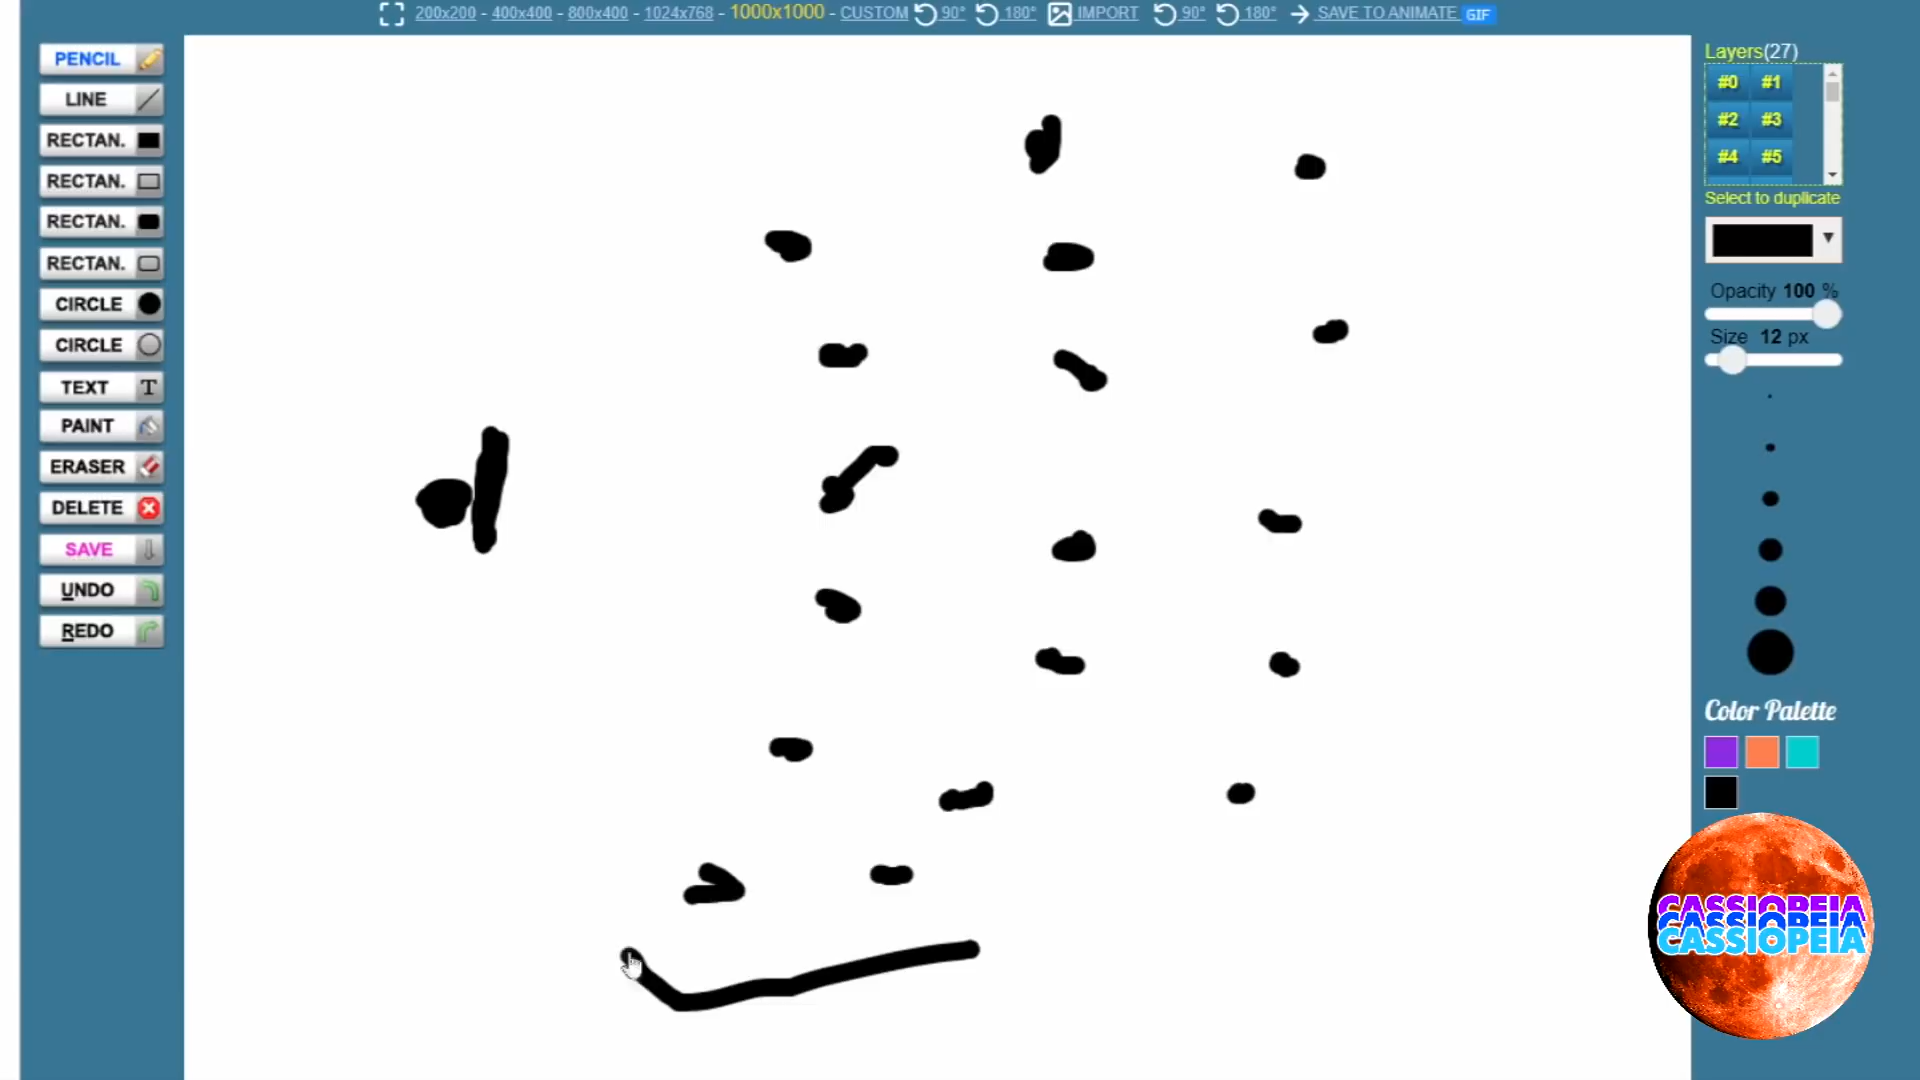 200x200 - 400x400 - 800x400 - 1024x768 - 1000x1000 - CUSTOM 90° 180° IMPORT 90° 180° → SAVE TO ANIMATE GIF
PENCIL
LINE
RECTAN.
RECTAN.
RECTAN.
RECTAN.
CIRCLE
CIRCLE
TEXT T
PAINT
ERASER
DELETE
SAVE
UNDO
REDO
Layers(27)
#0 #1
#2 #3
#4 #5
Select to duplicate
Opacity 100 %
Size 12 px
Color Palette
CASSIOPEIA
CASSIOPEIA
CASSIOPEIA